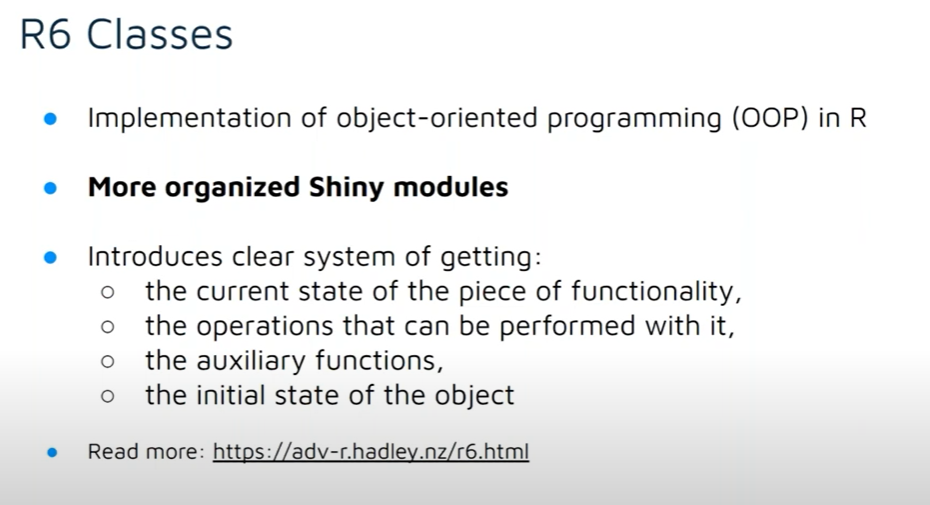 R6 Classes
● Implementation of object-oriented programming (OOP) in R
● More organized Shiny modules
● Introduces clear system of getting:
○ the current state of the piece of functionality,
○ the operations that can be performed with it,
○ the auxiliary functions,
○ the initial state of the object
● Read more: https://adv-r.hadley.nz/r6.html